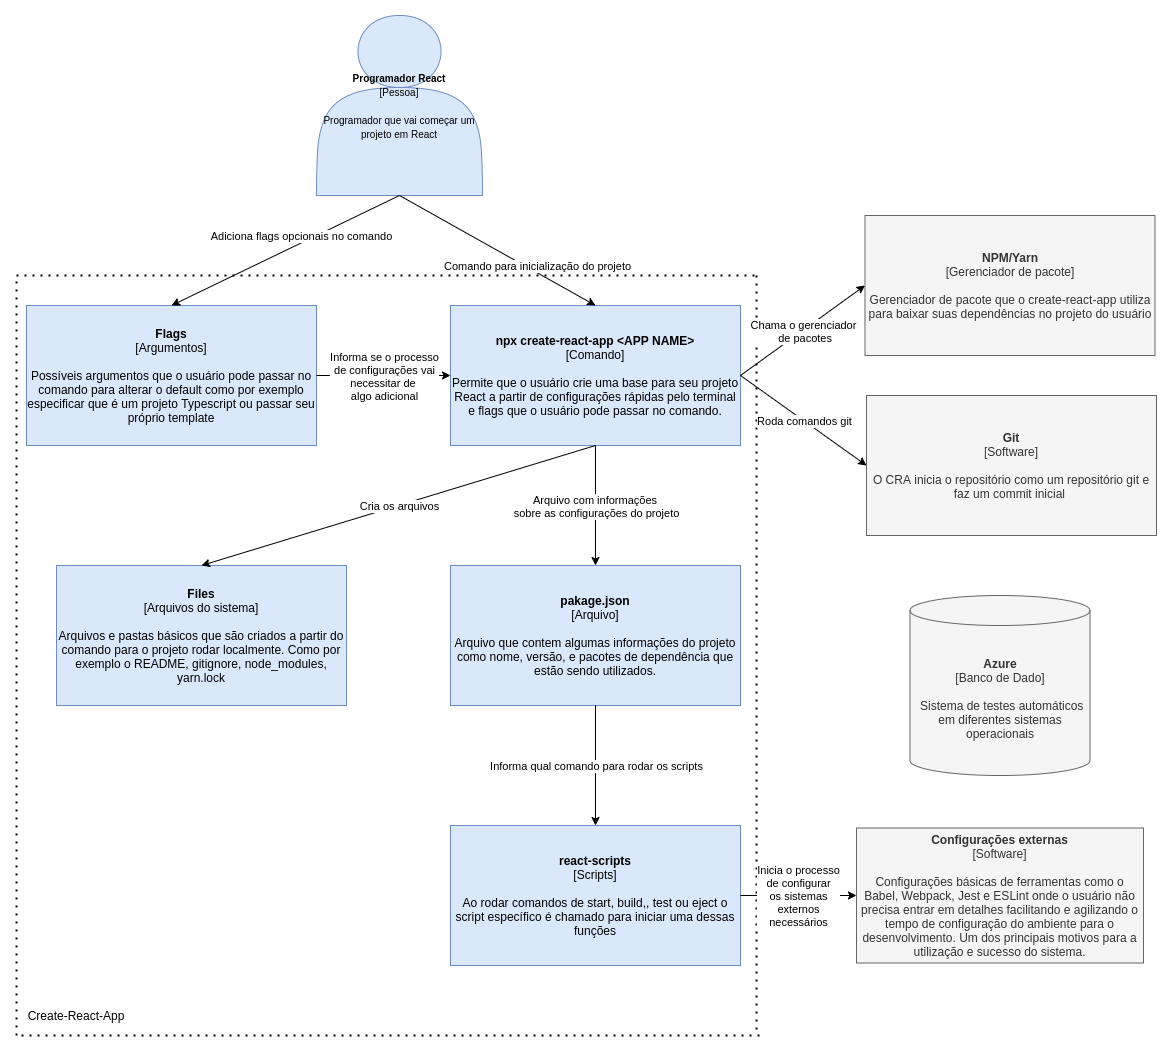 Programador React
[Pessoa]
Programador que vai começar um
projeto em React
Adiciona flags opcionais no comando
Comando para inicialização do projeto
Flags
[Argumentos]
Possíveis argumentos que o usuário pode passar no
comando para alterar o default como por exemplo
especificar que é um projeto Typescript ou passar seu
próprio template
Informa se o processo
de configurações vai
necessitar de
algo adicional
npx create-react-app <APP NAME>
[Comando]
Permite que o usuário crie uma base para seu projeto
React a partir de configurações rápidas pelo terminal
e flags que o usuário pode passar no comando.
Chama o gerenciador
de pacotes
NPM/Yarn
[Gerenciador de pacote]
Gerenciador de pacote que o create-react-app utiliza
para baixar suas dependências no projeto do usuário
Roda comandos git
Git
[Software]
O CRA inicia o repositório como um repositório git e
faz um commit inicial
Cria os arquivos
Arquivo com informações
sobre as configurações do projeto
Files
[Arquivos do sistema]
Arquivos e pastas básicos que são criados a partir do
comando para o projeto rodar localmente. Como por
exemplo o README, gitignore, node_modules,
yarn.lock
pakage.json
[Arquivo]
Arquivo que contem algumas informações do projeto
como nome, versão, e pacotes de dependência que
estão sendo utilizados.
Azure
[Banco de Dado]
Sistema de testes automáticos
em diferentes sistemas
operacionais
Informa qual comando para rodar os scripts
react-scripts
[Scripts]
Ao rodar comandos de start, build,, test ou eject o
script específico é chamado para iniciar uma dessas
funções
Inicia o processo
de configurar
os sistemas
externos
necessários
Configurações externas
[Software]
Configurações básicas de ferramentas como o
Babel, Webpack, Jest e ESLint onde o usuário não
precisa entrar em detalhes facilitando e agilizando o
tempo de configuração do ambiente para o
desenvolvimento. Um dos principais motivos para a
utilização e sucesso do sistema.
Create-React-App